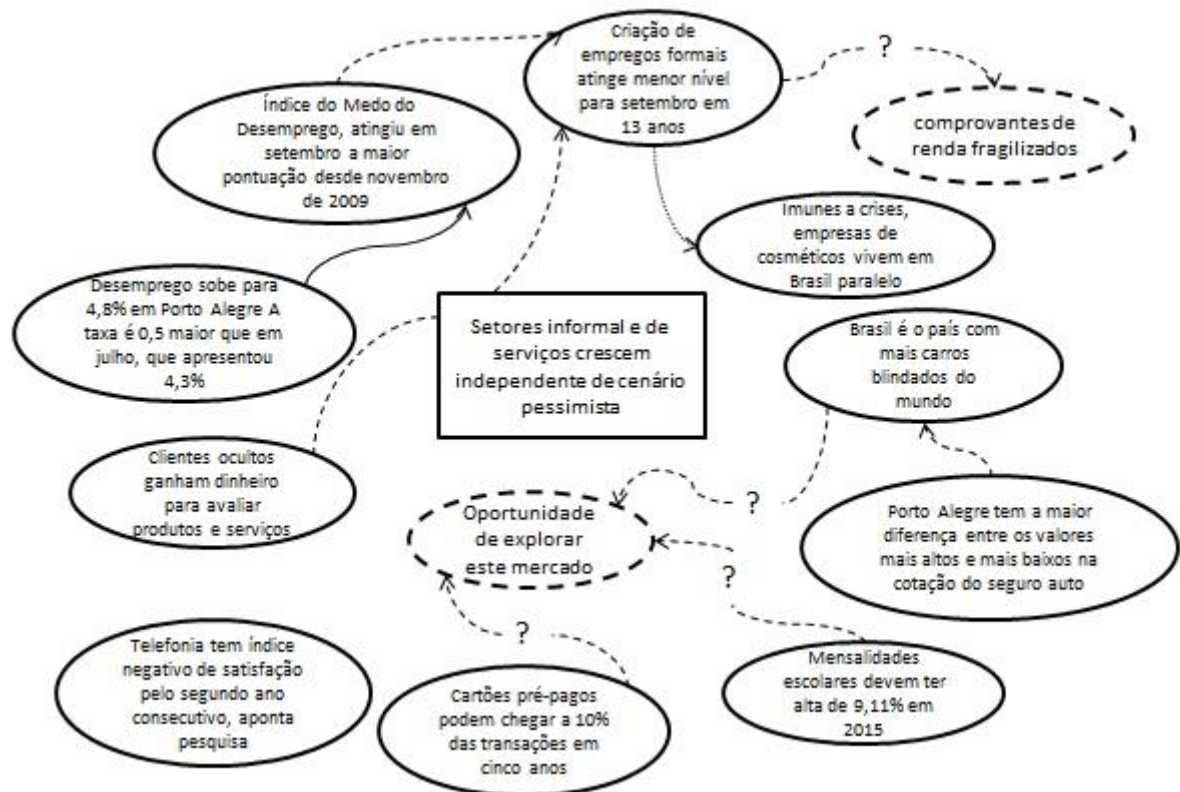 Criação de
empregos formais
atinge menor nível
para setembro em
13 anos
?
Índice do Medo do
Desemprego, atingiu em
setembro a maior
pontuação desde novembro
de 2009
comprovantes de
renda fragilizados
Imunes a crises,
empresas de
cosméticos vivem em
Brasil paralelo
Desemprego sobe para
4,8% em Porto Alegre A
taxa é 0,5 maior que em
julho, que apresentou
4,3%
Setores informal e de
serviços crescem
independente de cenário
pessimista
Brasil é o país com
mais carros
blindados do
mundo
Clientes ocultos
ganham dinheiro
para avaliar
produtos e serviços
?
Oportunidade
de explorar
este mercado
Porto Alegre tem a maior
diferença entre os valores
mais altos e mais baixos na
cotação do seguro auto
?
?
Telefonia tem índice
negativo de satisfação
pelo segundo ano
consecutivo, aponta
pesquisa
Cartões pré-pagos
podem chegar a 10%
das transações em
cinco anos
Mensalidades
escolares devem ter
alta de 9,11% em
2015